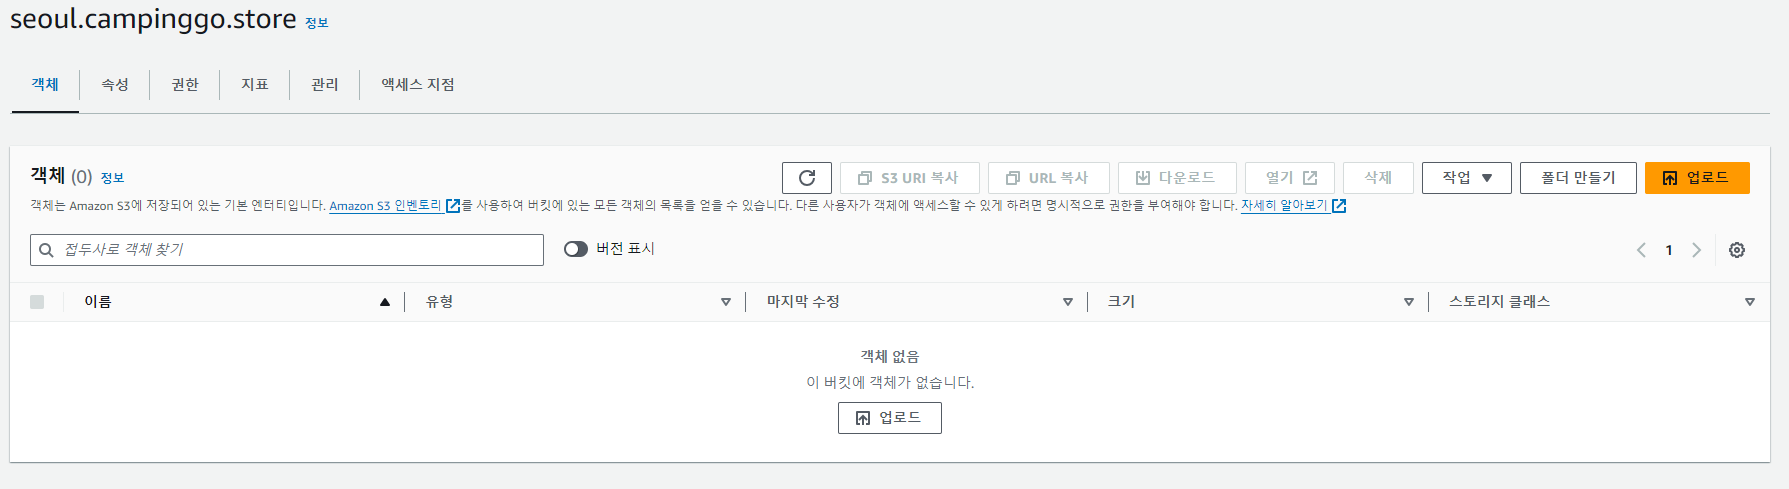 seoul.campinggo.store 정보
객체 속성 권한 지표 관리 액세스 지점
객체 (0) 정보
S3 URI 복사 URL 복사 다운로드 열기 삭제 작업 폴더 만들기 업로드
객체는 Amazon S3에 저장되어 있는 기본 엔터티입니다. Amazon S3 인벤토리를 사용하여 버킷에 있는 모든 객체의 목록을 얻을 수 있습니다. 다른 사용자가 객체에 액세스할 수 있게 하려면 명시적으로 권한을 부여해야 합니다. 자세히 알아보기
접두사로 객체 찾기 버전 표시 1
이름 유형 마지막 수정 크기 스토리지 클래스
객체 없음
이 버킷에 객체가 없습니다.
업로드